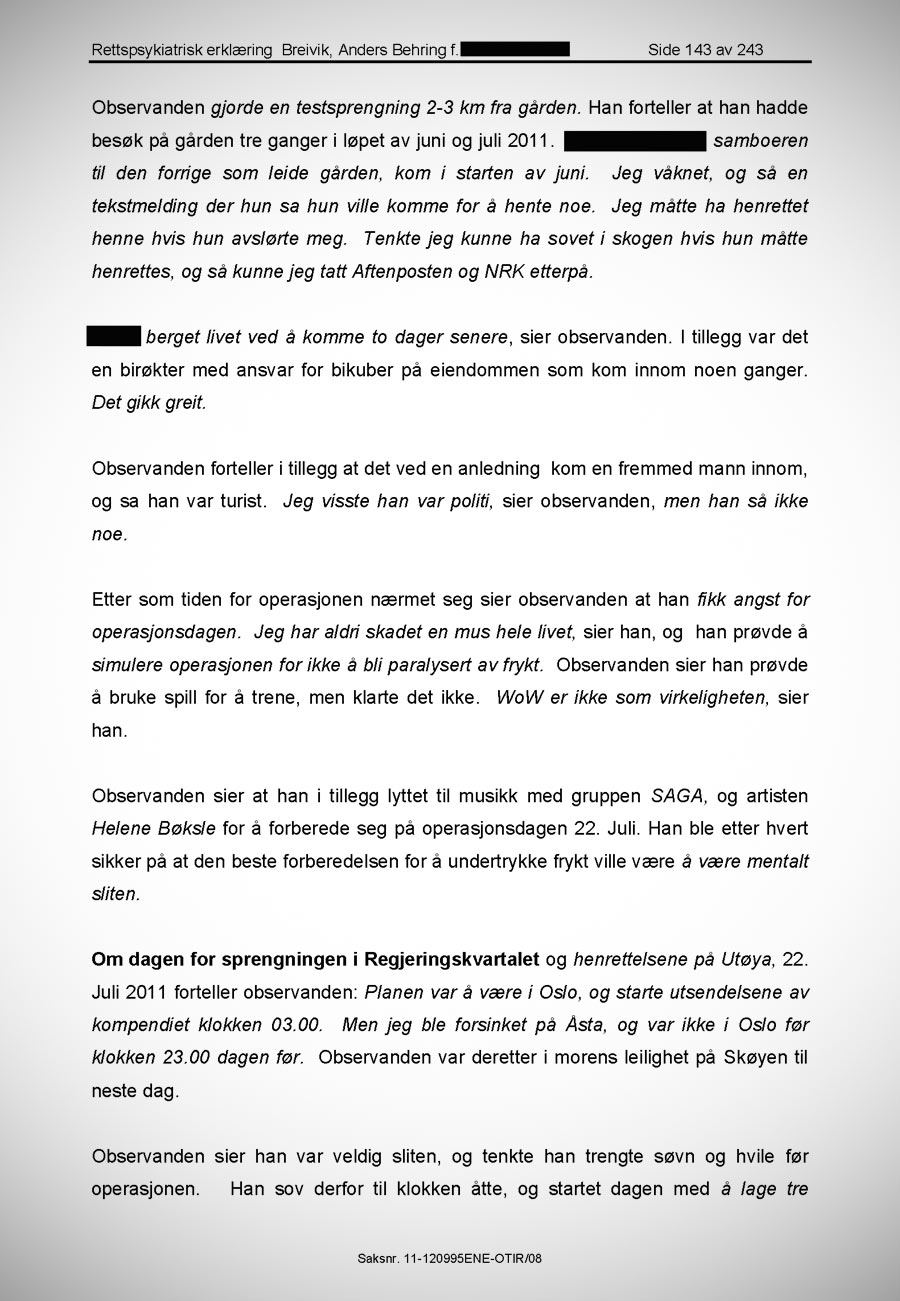 Rettspsykiatrisk erklæring Breivik, Anders Behring f. Side 143 av 243
Observanden gjorde en testsprengning 2-3 km fra gården. Han forteller at han hadde
besøk på gården tre ganger i løpet av juni og juli 2011. samboeren
til den forrige som leide gården, kom i starten av juni. Jeg våknet, og så en
tekstmelding der hun sa hun ville komme for å hente noe. Jeg måtte ha henrettet
henne hvis hun avslørte meg. Tenkte jeg kunne ha sovet i skogen hvis hun måtte
henrettes, og så kunne jeg tatt Aftenposten og NRK etterpå.
berget livet ved å komme to dager senere, sier observanden. I tillegg var det
en birøkter med ansvar for bikuber på eiendommen som kom innom noen ganger.
Det gikk greit.
Observanden forteller i tillegg at det ved en anledning kom en fremmed mann innom,
og sa han var turist. Jeg visste han var politi, sier observanden, men han så ikke
noe.
Etter som tiden for operasjonen nærmet seg sier observanden at han fikk angst for
operasjonsdagen. Jeg har aldri skadet en mus hele livet, sier han, og han prøvde å
simulere operasjonen for ikke å bli paralysert av frykt. Observanden sier han prøvde
å bruke spill for å trene, men klarte det ikke. WoW er ikke som virkeligheten, sier
han.
Observanden sier at han i tillegg lyttet til musikk med gruppen SAGA, og artisten
Helene Bøksle for å forberede seg på operasjonsdagen 22. Juli. Han ble etter hvert
sikker på at den beste forberedelsen for å undertrykke frykt ville være å være mentalt
sliten.
Om dagen for sprengningen i Regjeringskvartalet og henrettelsene på Utøya, 22.
Juli 2011 forteller observanden: Planen var å være i Oslo, og starte utsendelsene av
kompendiet klokken 03.00. Men jeg ble forsinket på Åsta, og var ikke i Oslo før
klokken 23.00 dagen før. Observanden var deretter i morens leilighet på Skøyen til
neste dag.
Observanden sier han var veldig sliten, og tenkte han trengte søvn og hvile før
operasjonen. Han sov derfor til klokken åtte, og startet dagen med å lage tre
Saksnr. 11-120995ENE-OTIR/08